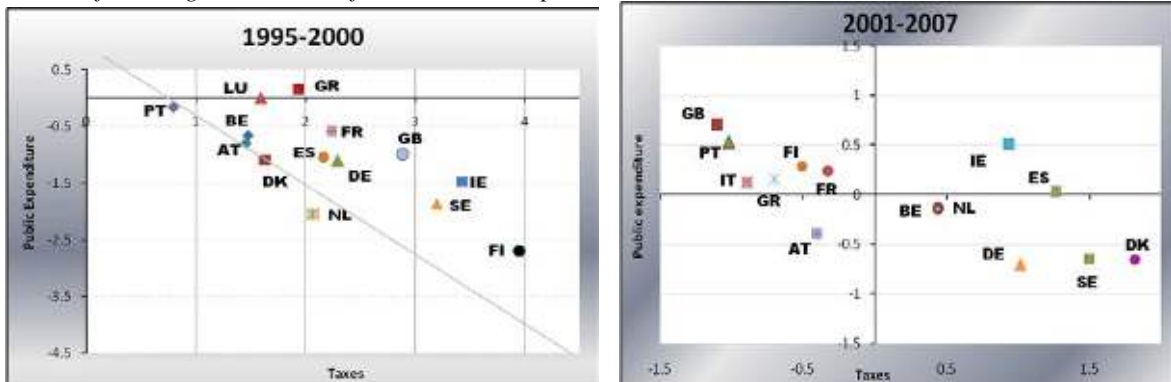 1995-2000
0.5
LU
GR
PT
0
1
2
3
4
-0.5
BE
FR
GB
AT
ES
DE
DK
-1.5
IE
SE
NL
-2.5
FI
-3.5
-4.5
Public Expenditure
Taxes
2001-2007
1.5
1
GB
0.5
PT
FI
IE
IT
FR
ES
GR
0
BE
NL
AT
-0.5
DE
DK
SE
-1
-1.5
-1.5
-0.5
0.5
1.5
Public expenditure
Taxes